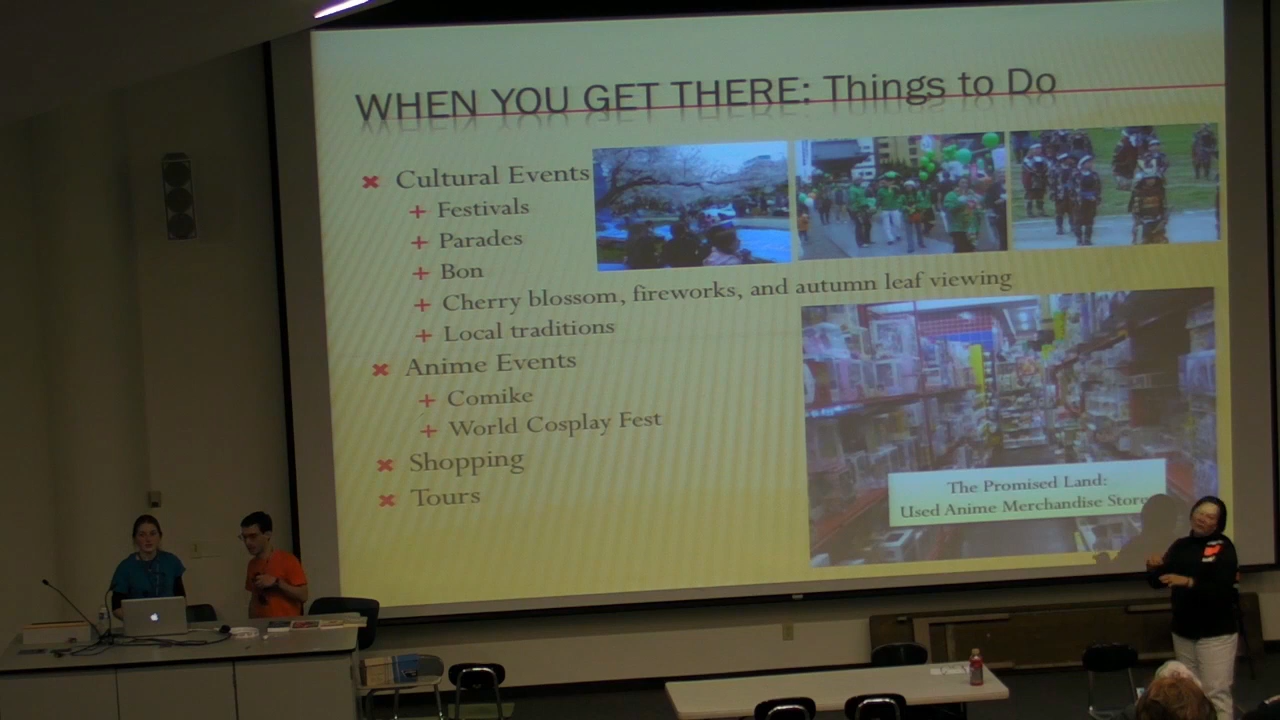 WHEN YOU GET THERE: Things to Do
Cultural Events
Festivals
Parades
Bon
Cherry blossom, fireworks, and autumn leaf viewing
Local traditions
Anime Events
Comike
World Cosplay Fest
Shopping
Tours
The Promised Land:
Used Anime Merchandise Store